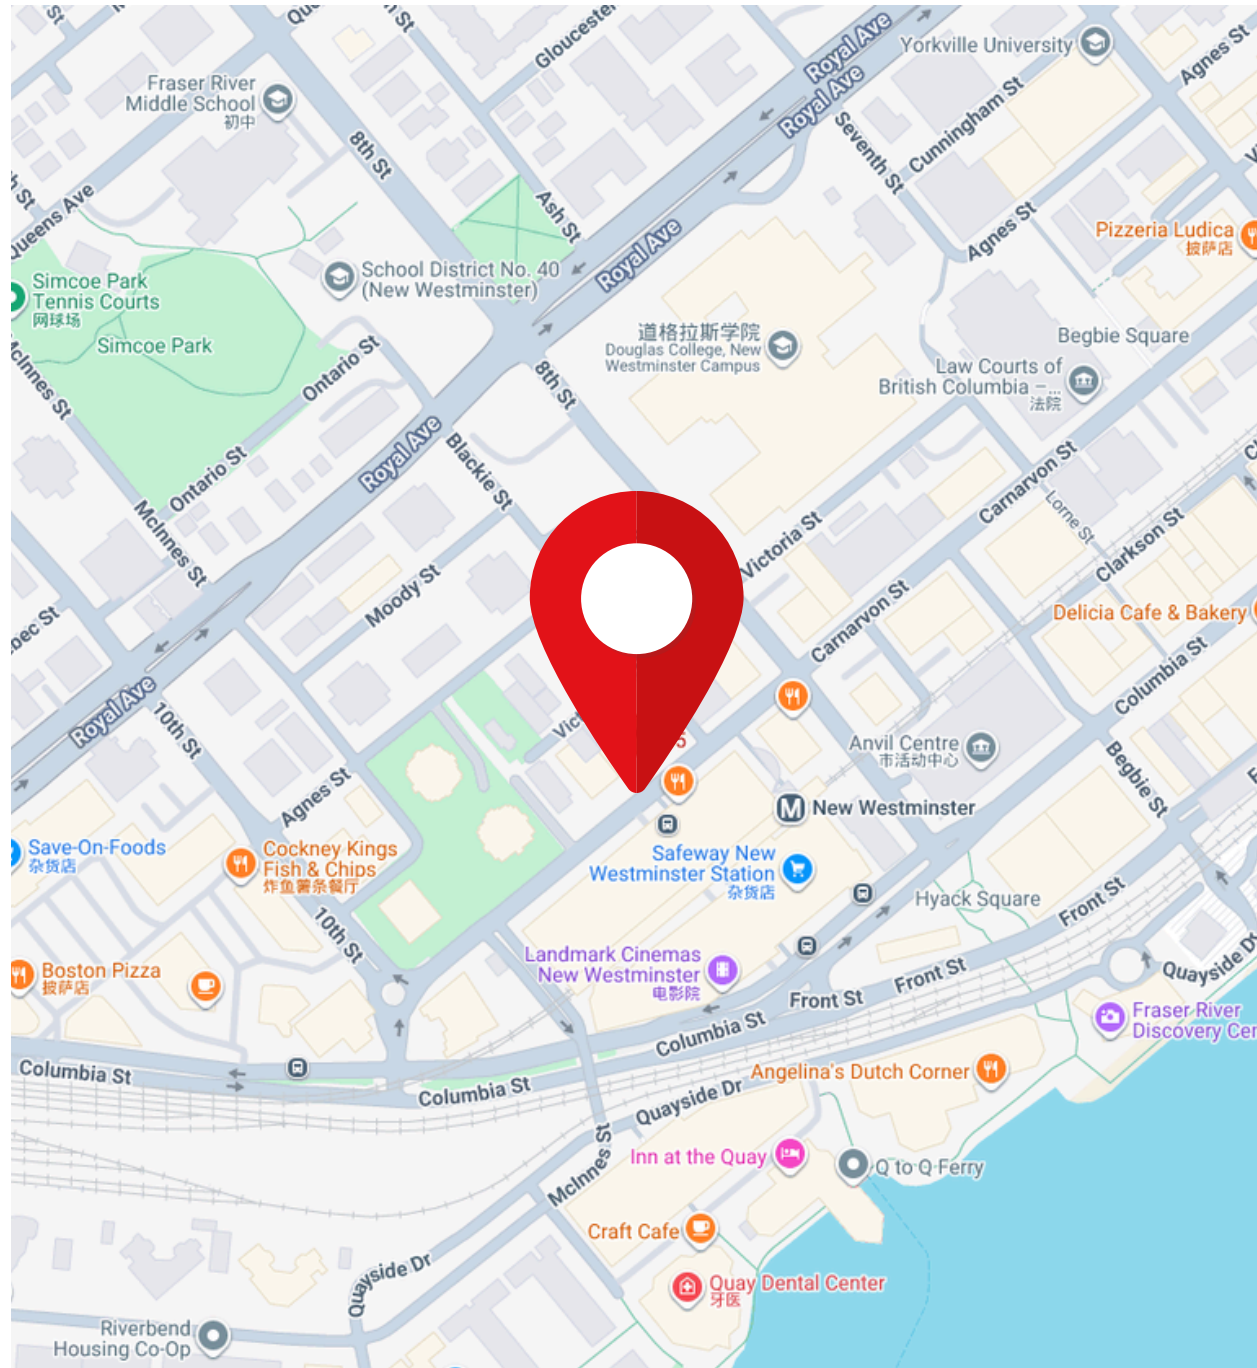 Gloucester
Royal Ave
Royal Ave
Yorkville University
Agnes St
Fraser River
Middle School
初中
8th St
Seventh St
Cunningham St
Queens Ave
Ash St
Royal Ave
Agnes St
Pizzeria Ludica
披萨店
School District No. 40
(New Westminster)
Simcoe Park
Tennis Courts
网球场
Simcoe Park
Ontario St
道格拉斯学院
Douglas College, New
Westminster Campus
Begbie Square
Law Courts of
British Columbia –...
法院
McInnes St
8th St
Royal Ave
Blackie St
Ontario St
McInnes St
Carnarvon St
Lorne St
Clarkson St
Victoria St
Moody St
Carnarvon St
Delicia Cafe & Bakery
Columbia St
Royal Ave
10th St
Vict
5
Anvil Centre
市活动中心
Begbie St
Agnes St
New Westminster
Save-On-Foods
杂货店
Cockney Kings
Fish & Chips
炸鱼薯条餐厅
Safeway New
Westminster Station
杂货店
Hyack Square
Front St
10th St
Landmark Cinemas
New Westminster
电影院
Boston Pizza
披萨店
Front St
Front St
Quayside Dr
Fraser River
Discovery Cen
Columbia St
Columbia St
Columbia St
Angelina's Dutch Corner
Quayside Dr
Inn at the Quay
Q to Q Ferry
McInnes St
Craft Cafe
Quayside Dr
Quay Dental Center
牙医
Riverbend
Housing Co-Op